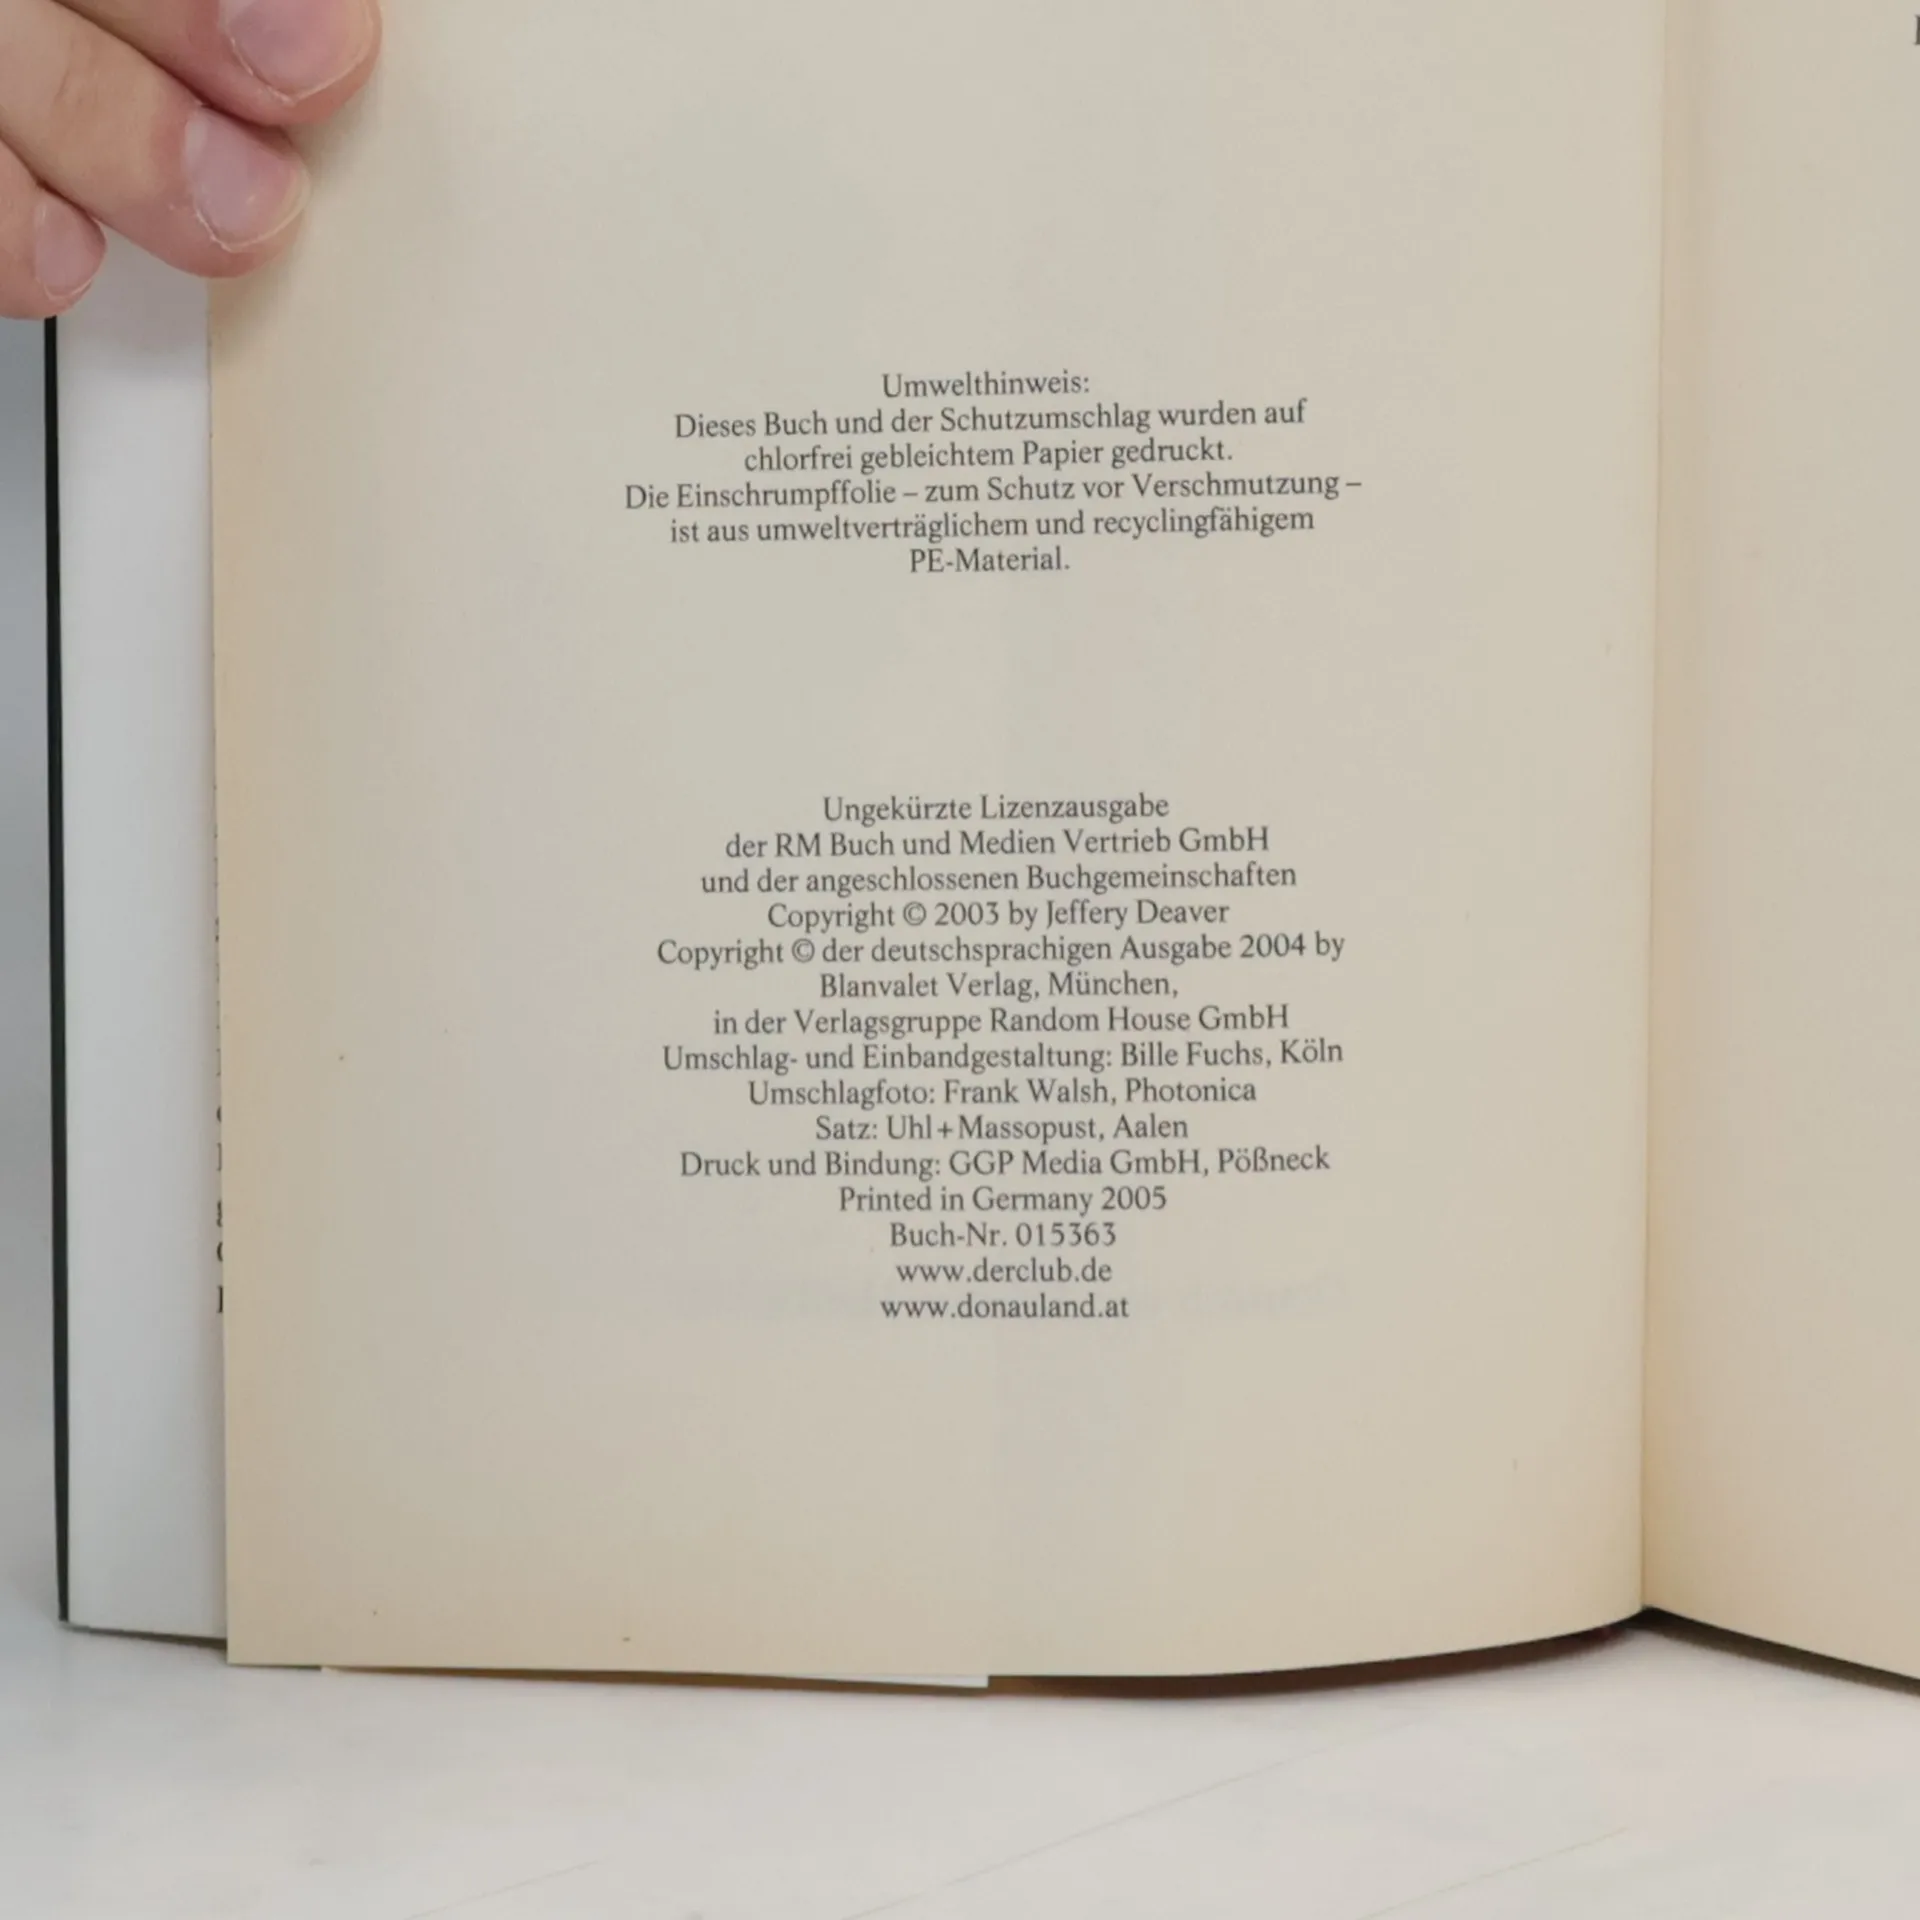 Umwelthinweis:
Dieses Buch und der Schutzumschlag wurden auf
chlorfrei gebleichtem Papier gedruckt.
Die Einschrumpffolie – zum Schutz vor Verschmutzung –
ist aus umweltverträglichem und recyclingfähigem
PE-Material.
Ungekürzte Lizenzausgabe
der RM Buch und Medien Vertrieb GmbH
und der angeschlossenen Buchgemeinschaften
Copyright © 2003 by Jeffery Deaver
Copyright © der deutschsprachigen Ausgabe 2004 by
Blanvalet Verlag, München,
in der Verlagsgruppe Random House GmbH
Umschlag- und Einbandgestaltung: Bille Fuchs, Köln
Umschlagfoto: Frank Walsh, Photonica
Satz: Uhl + Massopust, Aalen
Druck und Bindung: GGP Media GmbH, Pößneck
Printed in Germany 2005
Buch-Nr. 015363
www.derclub.de
www.donauland.at